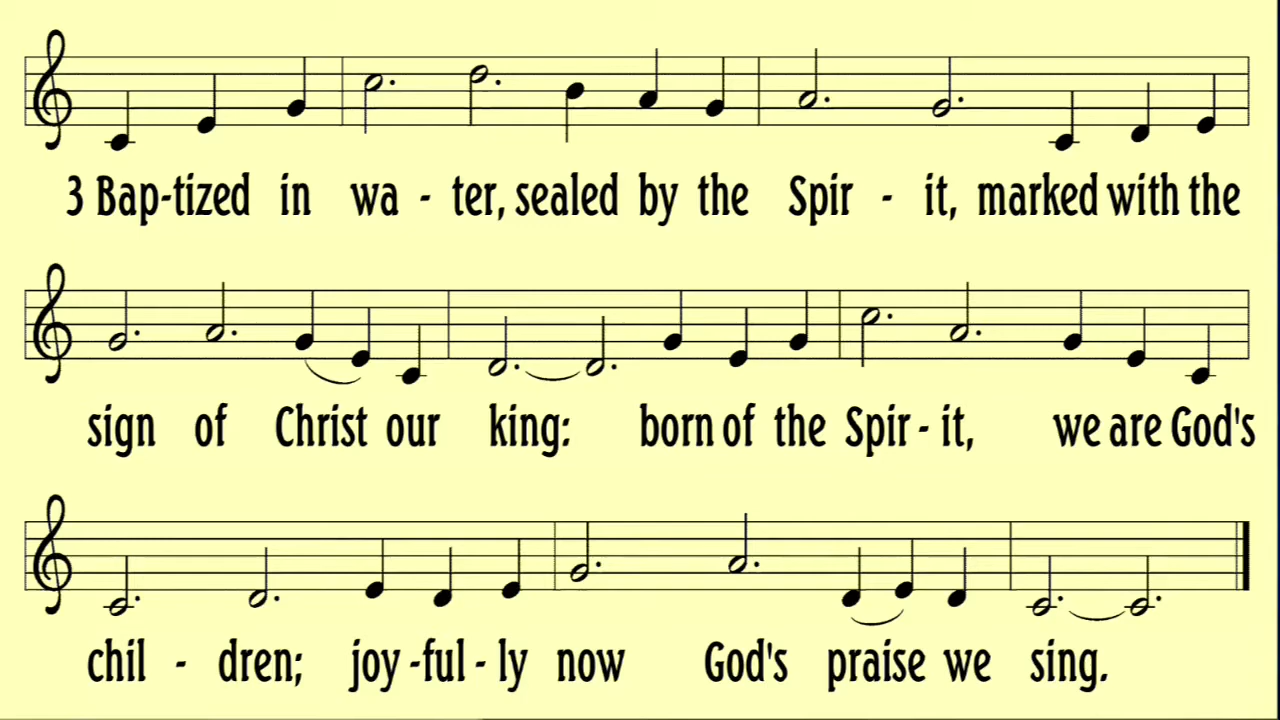 3 Bap-tized in wa - ter, sealed by the Spir - it, marked with the
sign of Christ our king: born of the Spir - it, we are God's
chil - dren; joy -ful - ly now God's praise we sing.